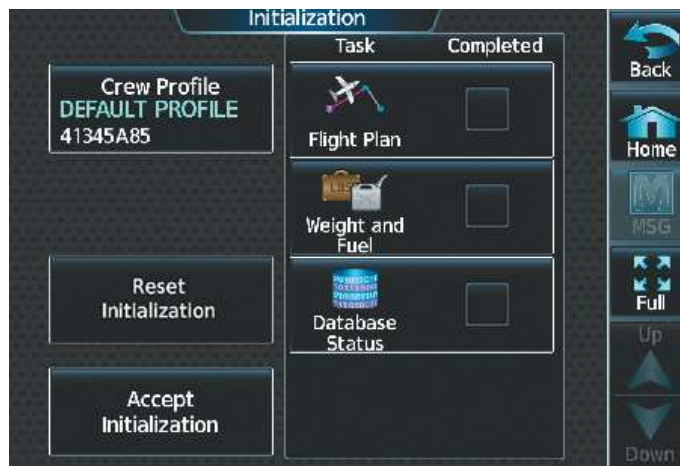 Initialization
Task Completed
Crew Profile
DEFAULT PROFILE
41345A85
Flight Plan
Weight and
Fuel
Database
Status
Reset
Initialization
Accept
Initialization
Back
Home
MSG
Full
Up
Down